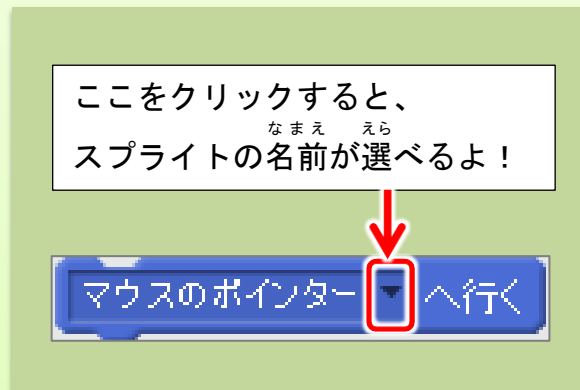 ここをクリックすると、
なまえ えら
スプライトの名前が選べるよ！
マウスのポインター へ行く